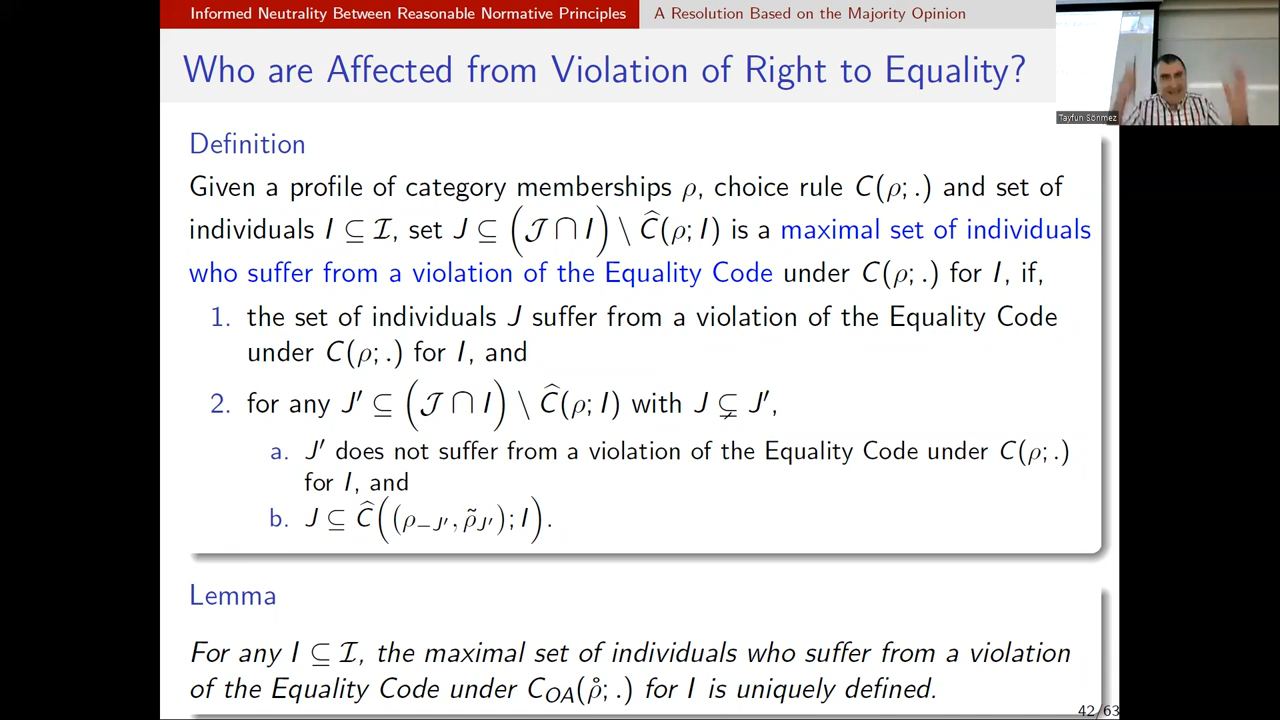 Informed Neutrality Between Reasonable Normative Principles A Resolution Based on the Majority Opinion
Who are Affected from Violation of Right to Equality?
Tayfun Sönmez
Definition
Given a profile of category memberships ρ, choice rule C(ρ; .) and set of
individuals I ⊆ ℐ, set J ⊆ (𝒥 ∩ I) \ Ĉ(ρ; I) is a maximal set of individuals
who suffer from a violation of the Equality Code under C(ρ; .) for I, if,
1. the set of individuals J suffer from a violation of the Equality Code
under C(ρ; .) for I, and
2. for any J′ ⊆ (𝒥 ∩ I) \ Ĉ(ρ; I) with J ⊊ J′,
a. J′ does not suffer from a violation of the Equality Code under C(ρ; .)
for I, and
b. J ⊆ Ĉ((ρ₋J′, ρ̃J′); I).
Lemma
For any I ⊆ ℐ, the maximal set of individuals who suffer from a violation
of the Equality Code under C_OA(ρ̊; .) for I is uniquely defined.
42/63